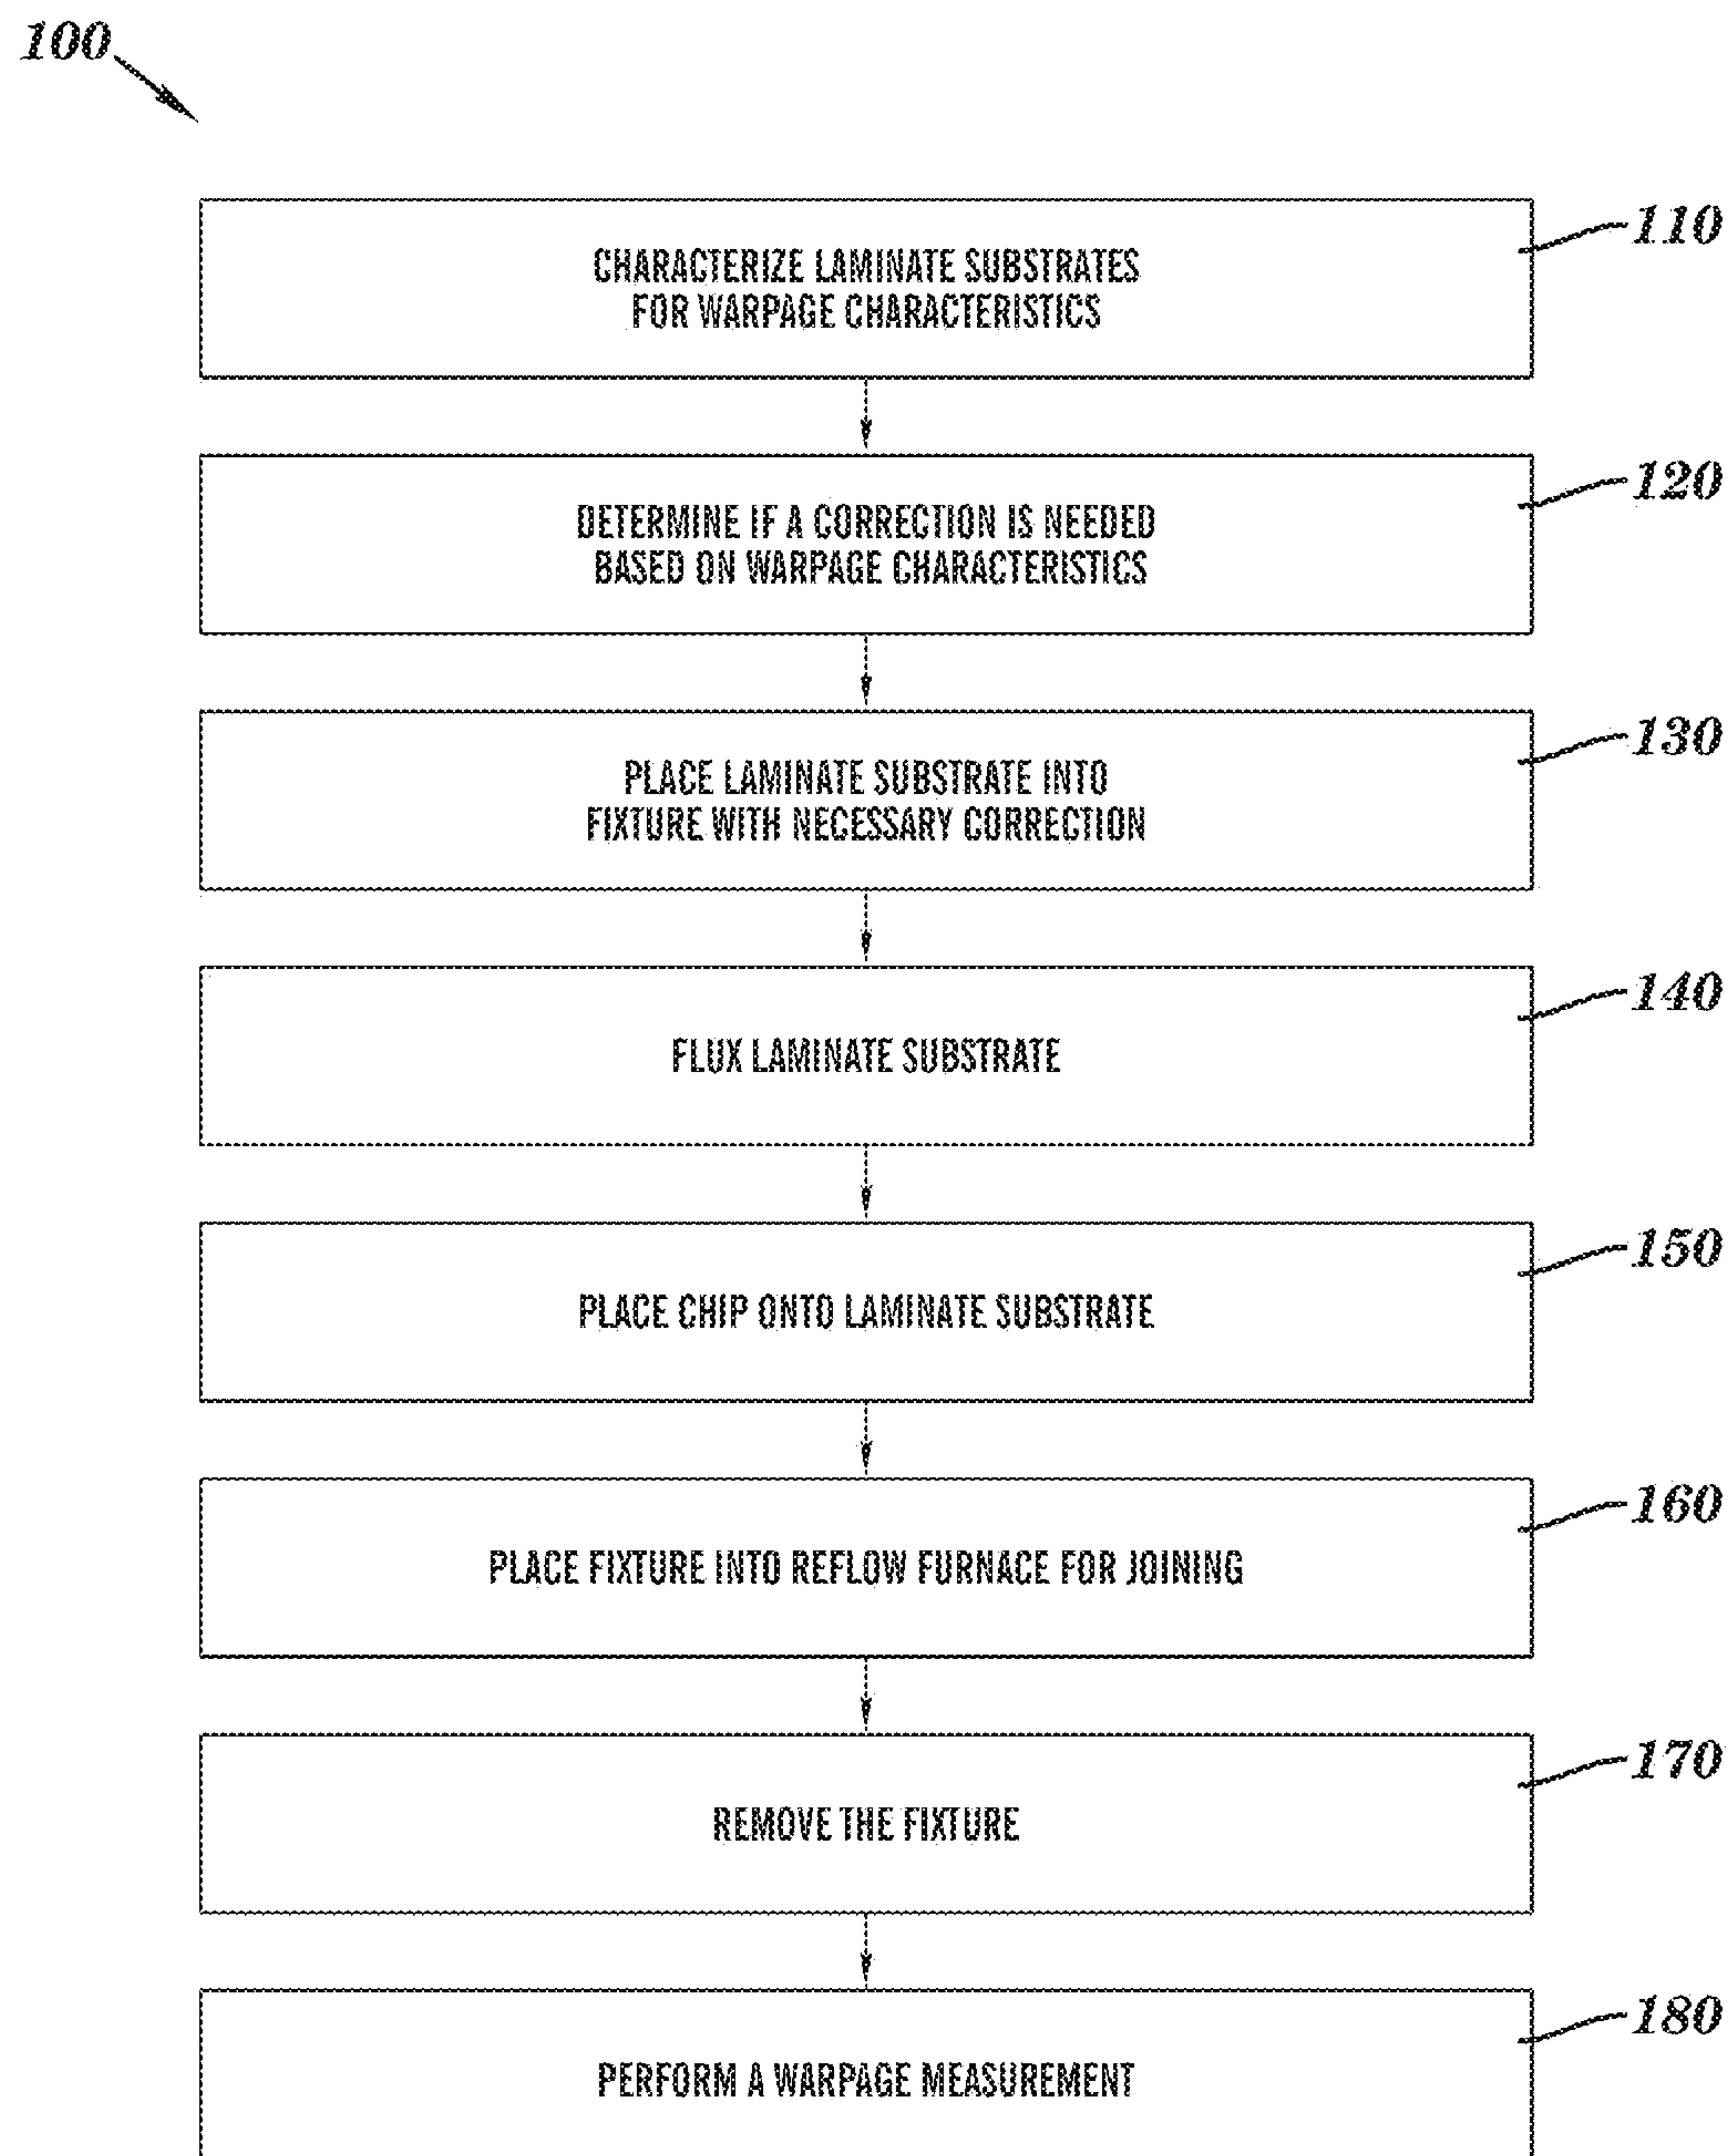 100
110
CHARACTERIZE LAMINATE SUBSTRATES
FOR WARPAGE CHARACTERISTICS
120
DETERMINE IF A CORRECTION IS NEEDED
BASED ON WARPAGE CHARACTERISTICS
130
PLACE LAMINATE SUBSTRATE INTO
FIXTURE WITH NECESSARY CORRECTION
140
FLUX LAMINATE SUBSTRATE
150
PLACE CHIP ONTO LAMINATE SUBSTRATE
160
PLACE FIXTURE INTO REFLOW FURNACE FOR JOINING
170
REMOVE THE FIXTURE
180
PERFORM A WARPAGE MEASUREMENT